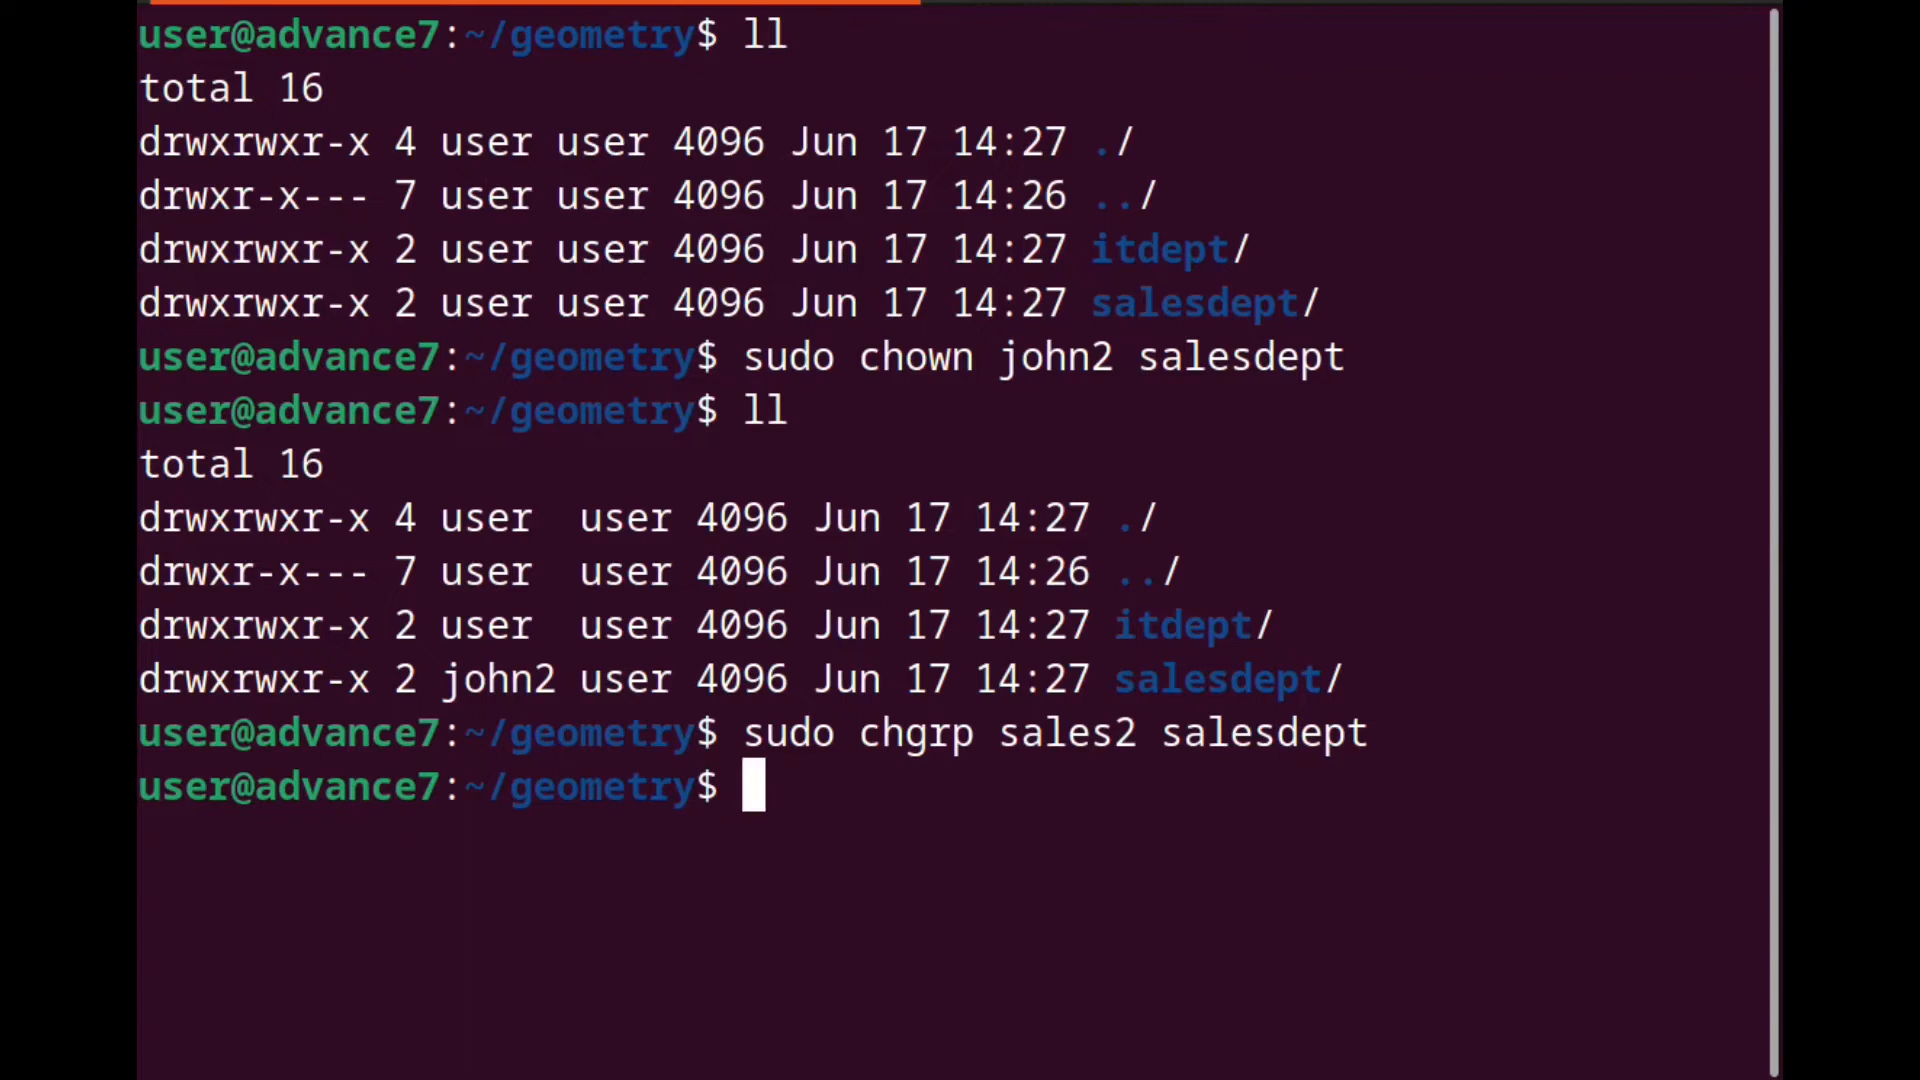 user@advance7:~/geometry$ ll
total 16
drwxrwxr-x 4 user user 4096 Jun 17 14:27 ./
drwxr-x--- 7 user user 4096 Jun 17 14:26 ../
drwxrwxr-x 2 user user 4096 Jun 17 14:27 itdept/
drwxrwxr-x 2 user user 4096 Jun 17 14:27 salesdept/
user@advance7:~/geometry$ sudo chown john2 salesdept
user@advance7:~/geometry$ ll
total 16
drwxrwxr-x 4 user  user 4096 Jun 17 14:27 ./
drwxr-x--- 7 user  user 4096 Jun 17 14:26 ../
drwxrwxr-x 2 user  user 4096 Jun 17 14:27 itdept/
drwxrwxr-x 2 john2 user 4096 Jun 17 14:27 salesdept/
user@advance7:~/geometry$ sudo chgrp sales2 salesdept
user@advance7:~/geometry$